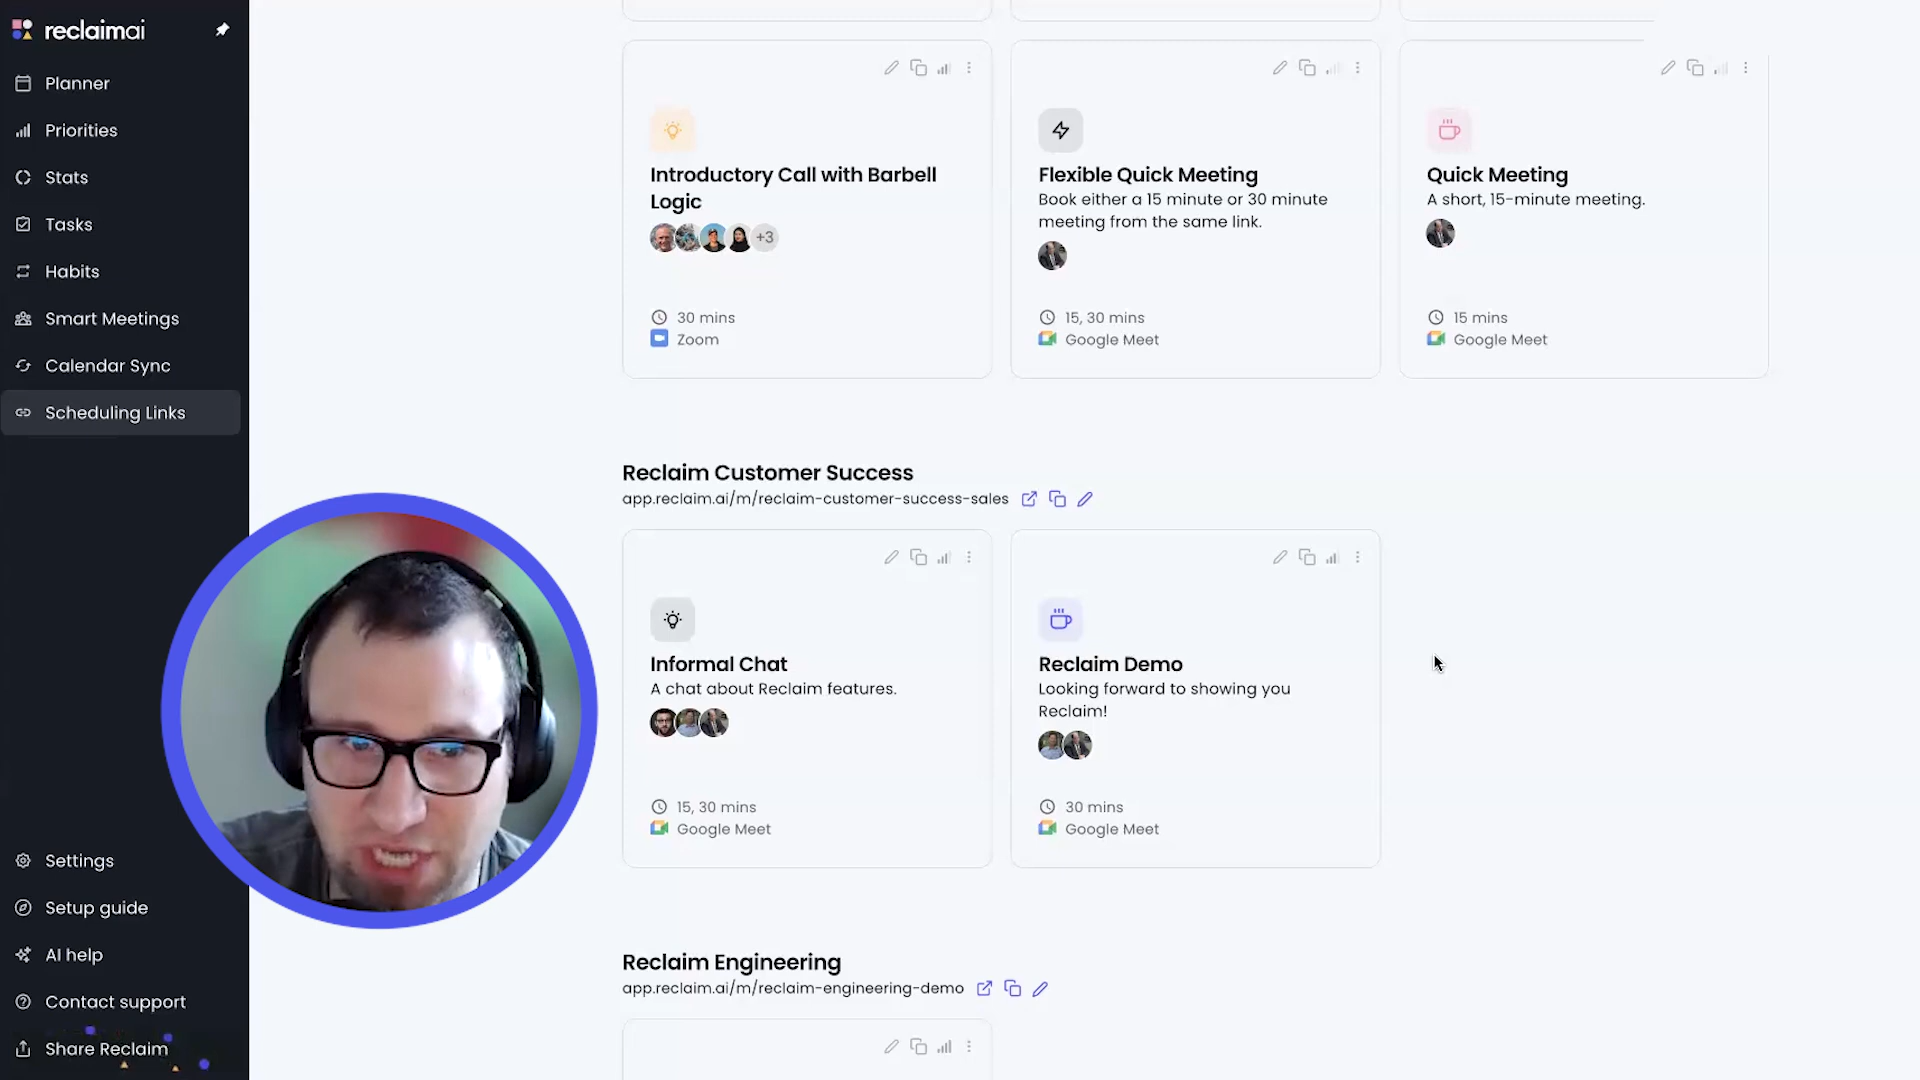 reclaimai
Planner
Priorities
Stats
Tasks
Habits
Smart Meetings
Calendar Sync
Scheduling Links
Settings
Setup guide
AI help
Contact support
Share Reclaim
Introductory Call with Barbell
Logic
+3
30 mins
Zoom
Flexible Quick Meeting
Book either a 15 minute or 30 minute
meeting from the same link.
15, 30 mins
Google Meet
Quick Meeting
A short, 15-minute meeting.
15 mins
Google Meet
Reclaim Customer Success
app.reclaim.ai/m/reclaim-customer-success-sales
Informal Chat
A chat about Reclaim features.
15, 30 mins
Google Meet
Reclaim Demo
Looking forward to showing you
Reclaim!
30 mins
Google Meet
Reclaim Engineering
app.reclaim.ai/m/reclaim-engineering-demo